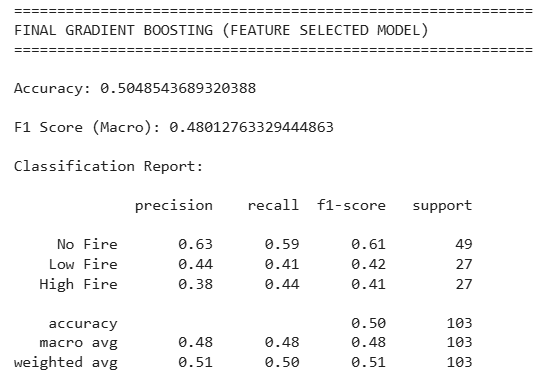 ============================================================
FINAL GRADIENT BOOSTING (FEATURE SELECTED MODEL)
============================================================
Accuracy: 0.5048543689320388
F1 Score (Macro): 0.48012763329444863
Classification Report:
precision recall f1-score support
No Fire 0.63 0.59 0.61 49
Low Fire 0.44 0.41 0.42 27
High Fire 0.38 0.44 0.41 27
accuracy 0.50 103
macro avg 0.48 0.48 0.48 103
weighted avg 0.51 0.50 0.51 103